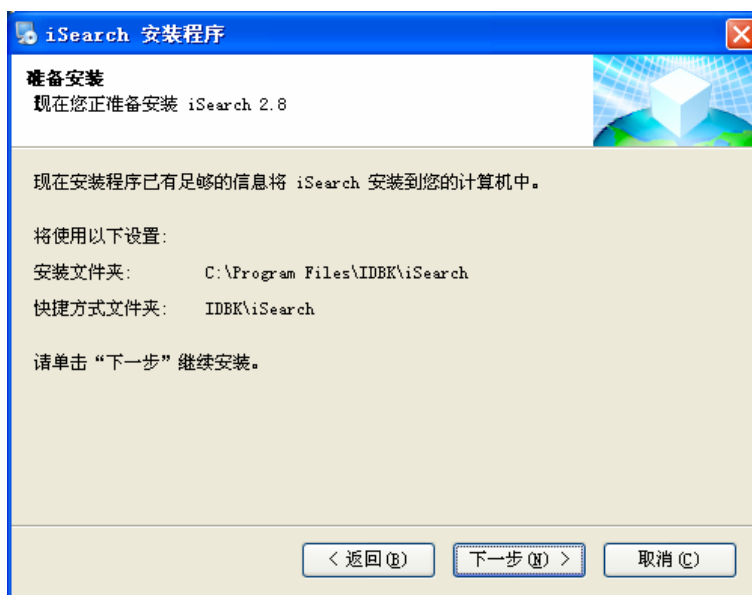 iSearch 安装程序
准备安装
现在您正准备安装 iSearch 2.8
现在安装程序已有足够的信息将 iSearch 安装到您的计算机中。
将使用以下设置:
安装文件夹: C:\Program Files\IDBK\iSearch
快捷方式文件夹: IDBK\iSearch
请单击“下一步”继续安装。
< 返回(B) 下一步(N) > 取消(C)